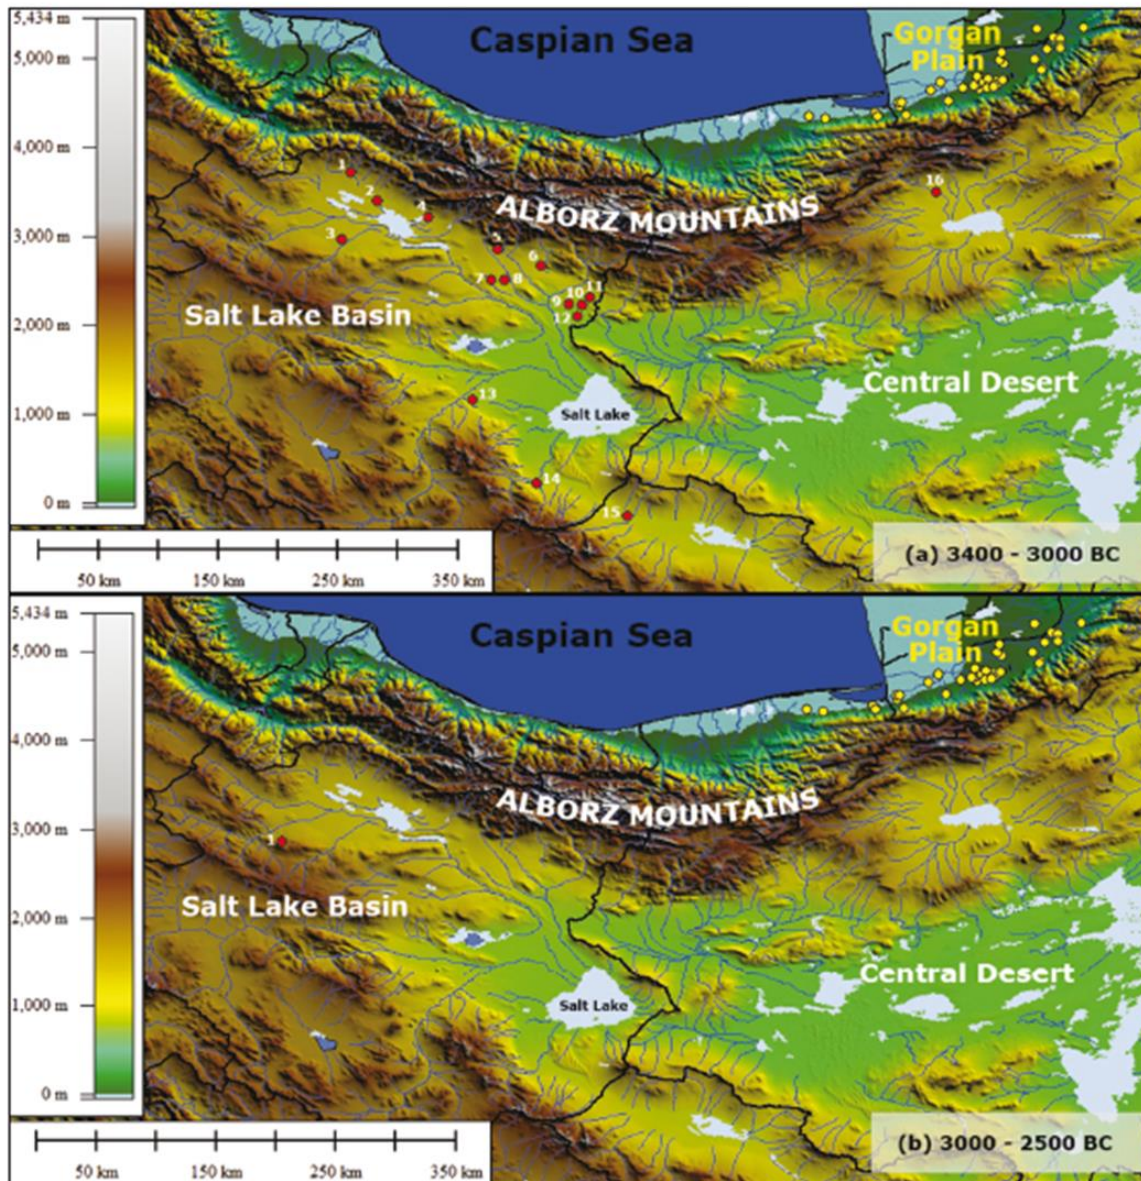 5,434 m
5,000 m
4,000 m
3,000 m
2,000 m
1,000 m
0 m
Caspian Sea
Gorgan
Plain
ALBORZ MOUNTAINS
1
2
3
4
5
6
7
8
9
10
11
12
13
14
15
16
Salt Lake Basin
Central Desert
Salt Lake
50 km
150 km
250 km
350 km
(a) 3400 - 3000 BC
5,434 m
5,000 m
4,000 m
3,000 m
2,000 m
1,000 m
0 m
Caspian Sea
Gorgan
Plain
ALBORZ MOUNTAINS
1
Salt Lake Basin
Central Desert
Salt Lake
50 km
150 km
250 km
350 km
(b) 3000 - 2500 BC